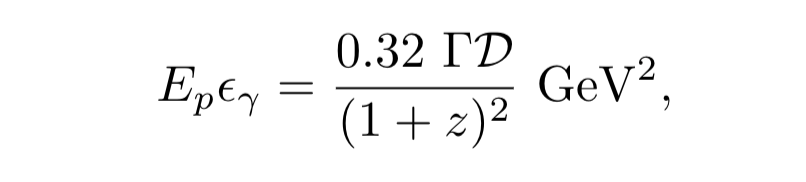 $$E_p \epsilon_\gamma = \frac{0.32\ \Gamma \mathcal{D}}{(1+z)^2}\ \mathrm{GeV}^2,$$